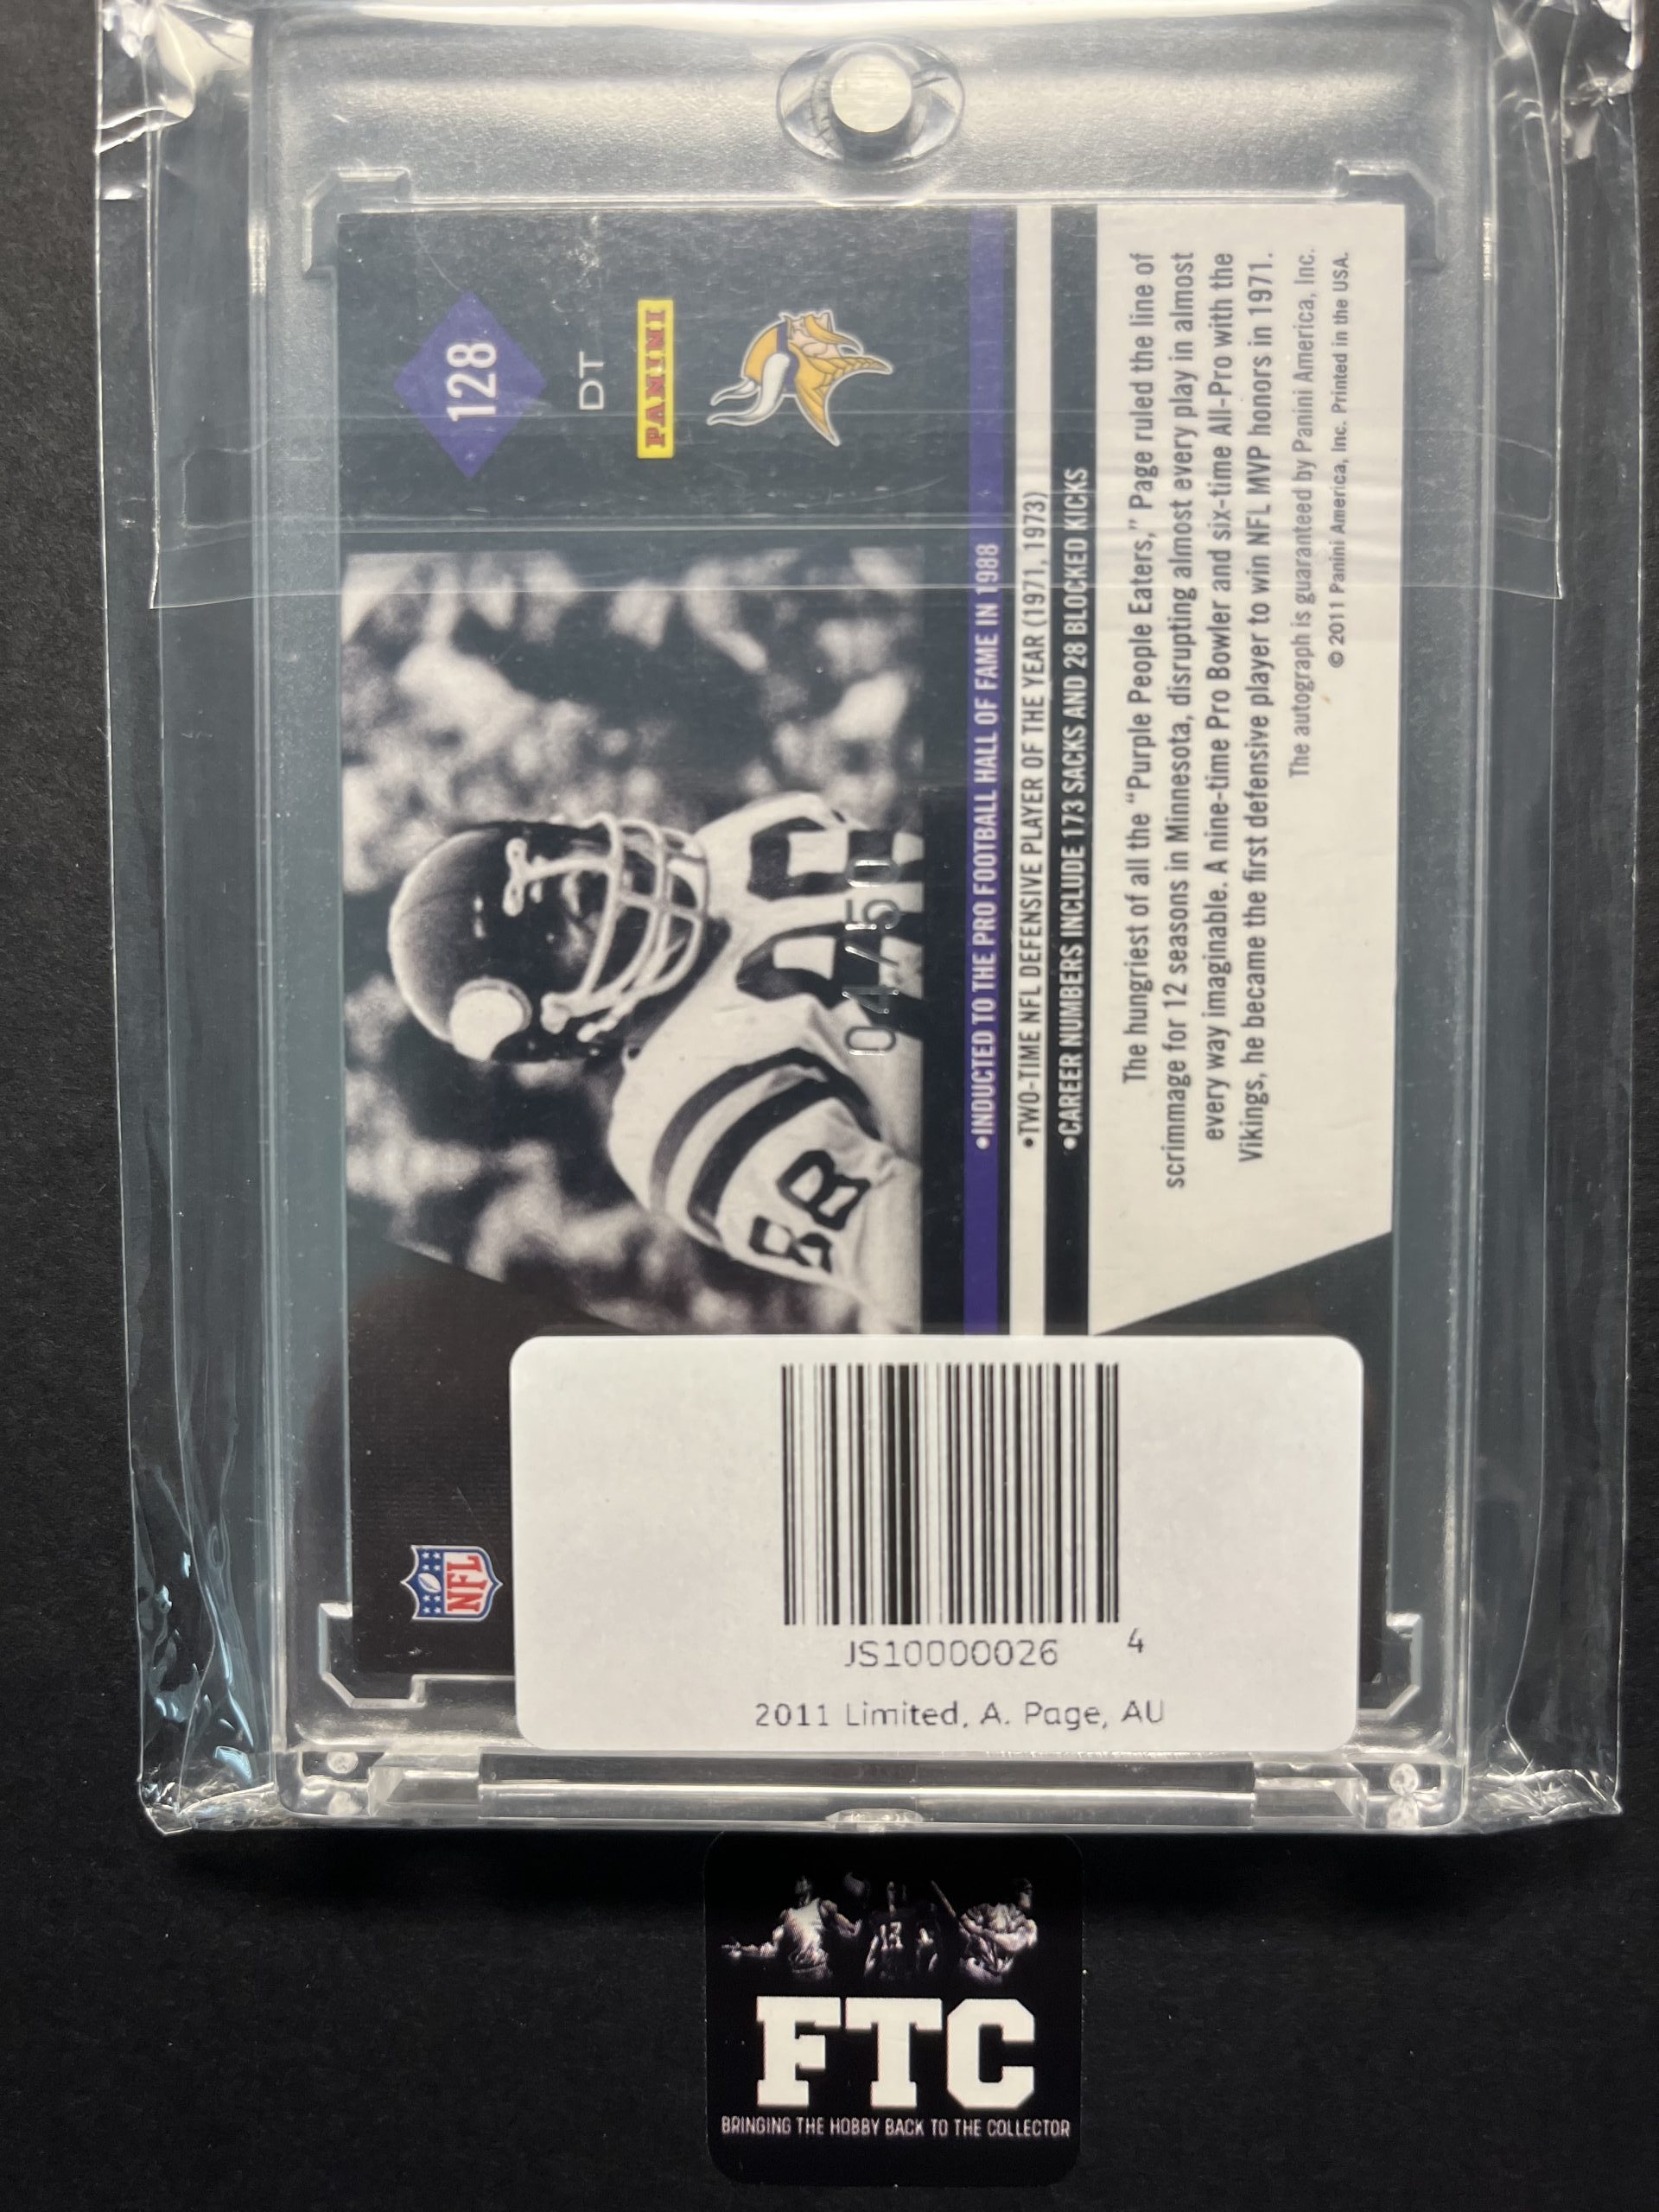 128
DT
PANINI
88
88
04/50
•INDUCTED TO THE PRO FOOTBALL HALL OF FAME IN 1988
•TWO-TIME NFL DEFENSIVE PLAYER OF THE YEAR (1971, 1973)
•CAREER NUMBERS INCLUDE 173 SACKS AND 28 BLOCKED KICKS
The hungriest of all the “Purple People Eaters,” Page ruled the line of
scrimmage for 12 seasons in Minnesota, disrupting almost every play in almost
every way imaginable. A nine-time Pro Bowler and six-time All-Pro with the
Vikings, he became the first defensive player to win NFL MVP honors in 1971.
The autograph is guaranteed by Panini America, Inc.
© 2011 Panini America, Inc. Printed in the USA.
NFL
JS10000026 4
2011 Limited, A. Page, AU
13
FTC
BRINGING THE HOBBY BACK TO THE COLLECTOR